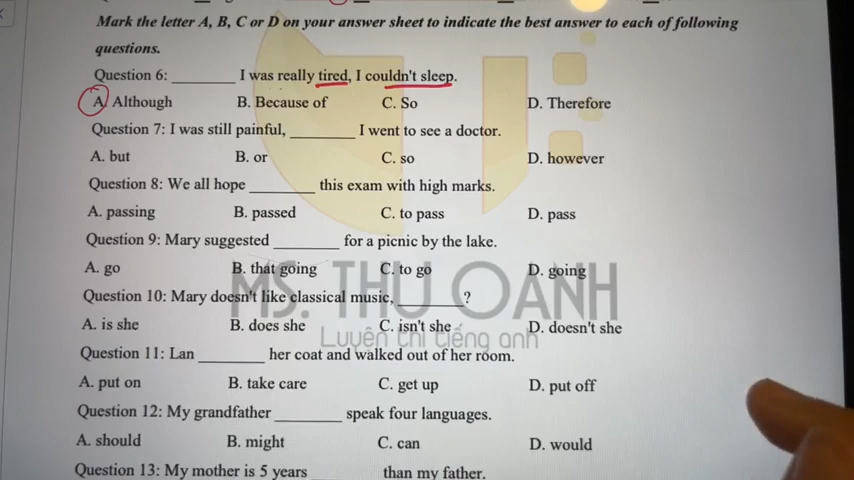 Mark the letter A, B, C or D on your answer sheet to indicate the best answer to each of following
questions.
Question 6: ________ I was really tired, I couldn't sleep.
A. Although B. Because of C. So D. Therefore
Question 7: I was still painful, ________ I went to see a doctor.
A. but B. or C. so D. however
Question 8: We all hope ________ this exam with high marks.
A. passing B. passed C. to pass D. pass
Question 9: Mary suggested ________ for a picnic by the lake.
A. go B. that going C. to go D. going
MS. THU OANH
Question 10: Mary doesn't like classical music, ________?
A. is she B. does she C. isn't she D. doesn't she
Luyện thi tiếng anh
Question 11: Lan ________ her coat and walked out of her room.
A. put on B. take care C. get up D. put off
Question 12: My grandfather ________ speak four languages.
A. should B. might C. can D. would
Question 13: My mother is 5 years ________ than my father.